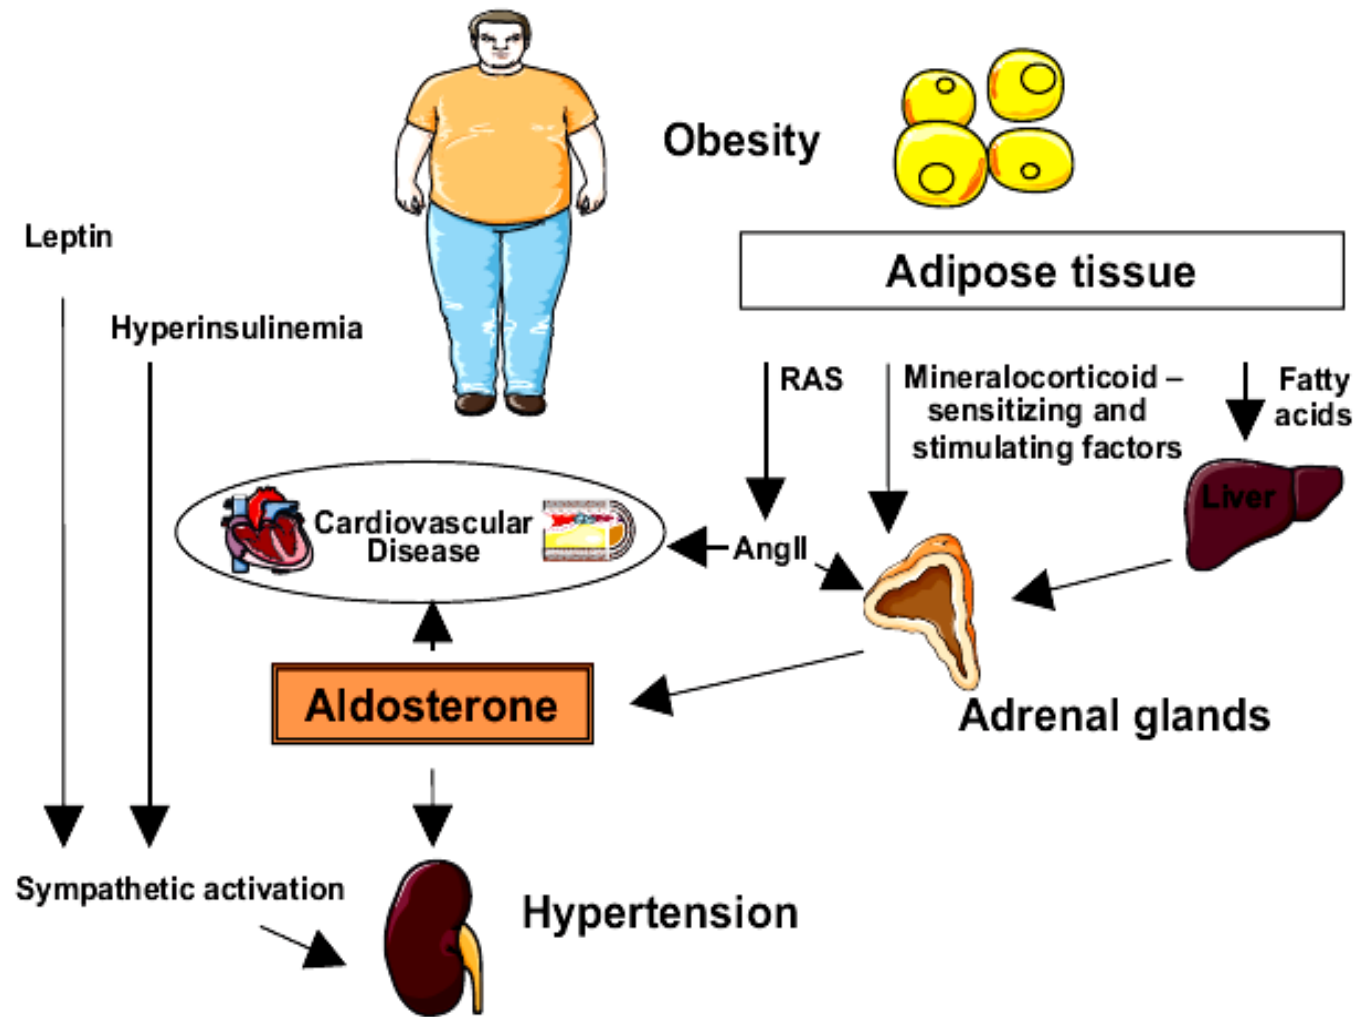 Obesity
Leptin
Adipose tissue
Hyperinsulinemia
RAS
Mineralocorticoid –
sensitizing and
stimulating factors
Fatty
acids
Liver
Cardiovascular
Disease
AngII
Aldosterone
Adrenal glands
Sympathetic activation
Hypertension